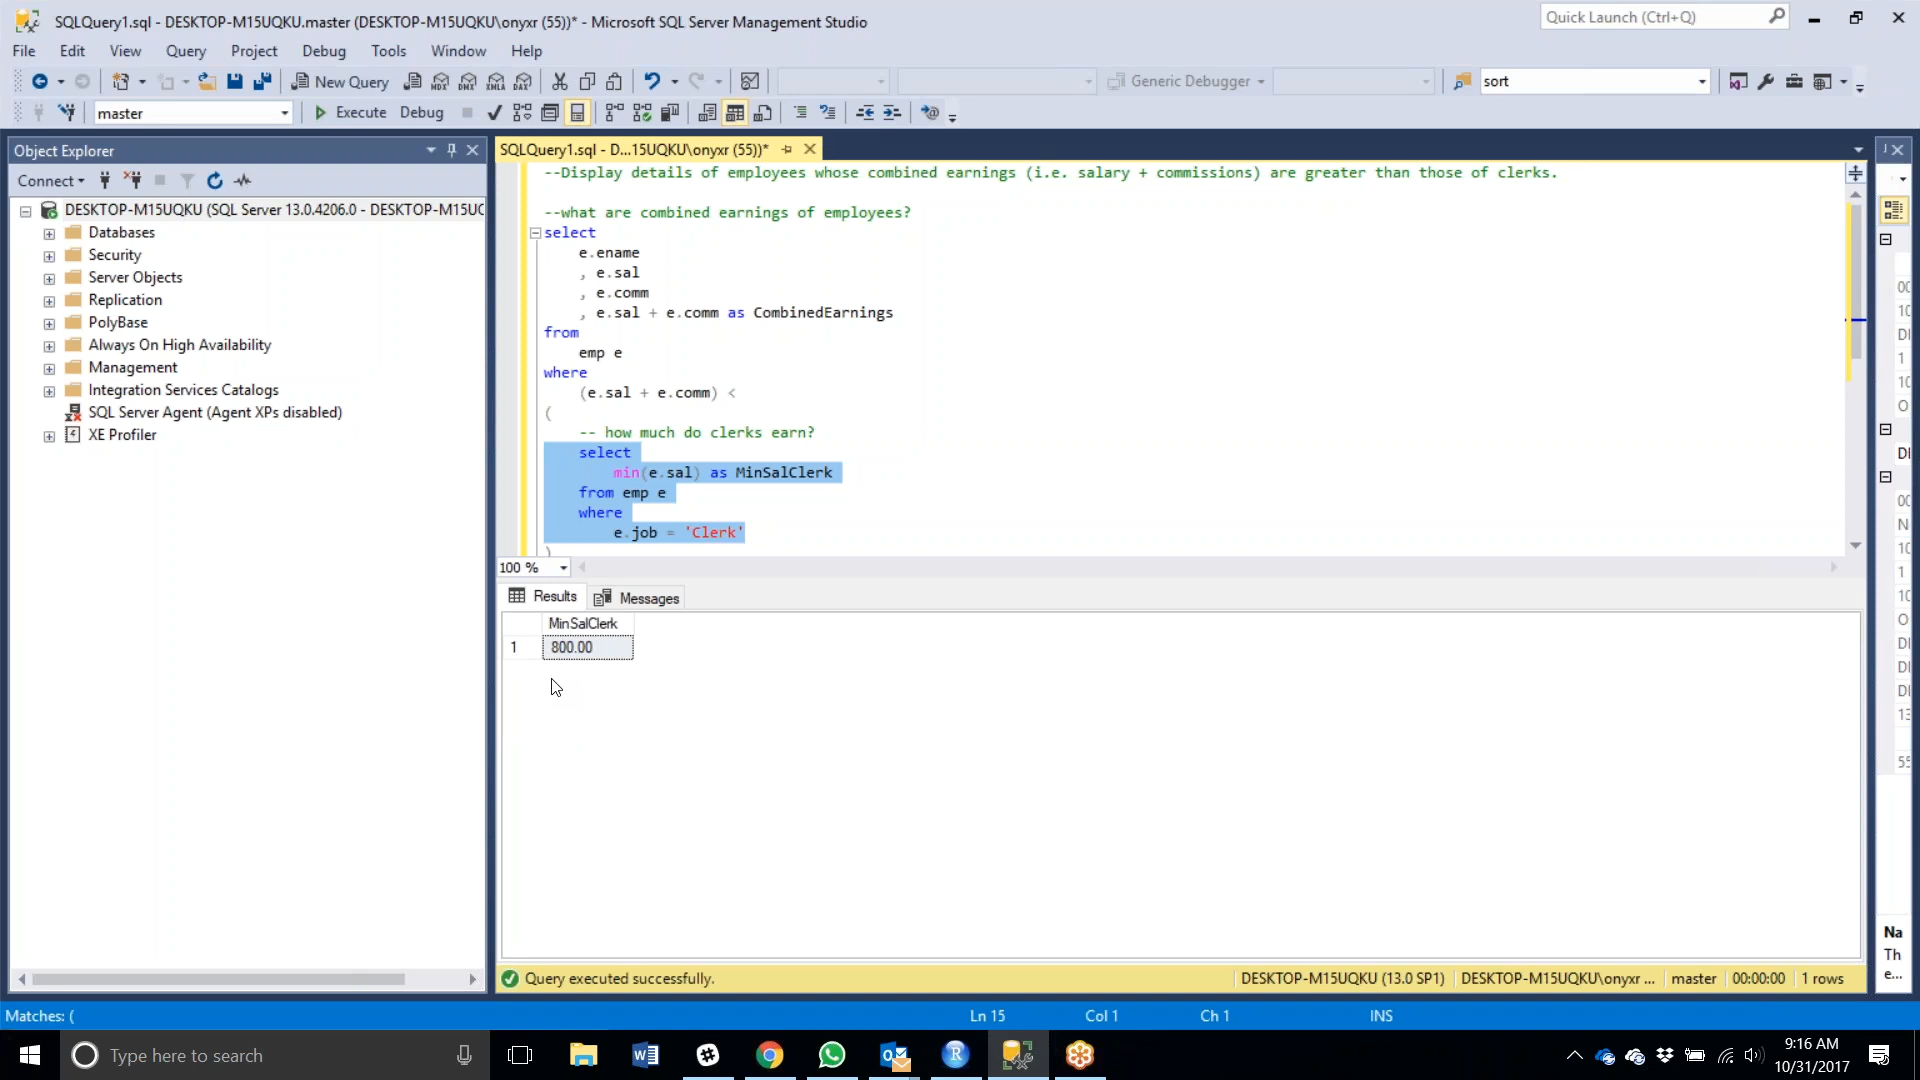 SQLQuery1.sql - DESKTOP-M15UQKU.master (DESKTOP-M15UQKU\onyxr (55))* - Microsoft SQL Server Management Studio
Quick Launch (Ctrl+Q)
File Edit View Query Project Debug Tools Window Help
New Query
MDX DMX XMLA DAX
Generic Debugger
sort
master
Execute Debug
Object Explorer
SQLQuery1.sql - D...15UQKU\onyxr (55))*
Connect
DESKTOP-M15UQKU (SQL Server 13.0.4206.0 - DESKTOP-M15UQ
Databases
Security
Server Objects
Replication
PolyBase
Always On High Availability
Management
Integration Services Catalogs
SQL Server Agent (Agent XPs disabled)
XE Profiler
--Display details of employees whose combined earnings (i.e. salary + commissions) are greater than those of clerks.
--what are combined earnings of employees?
select
e.ename
, e.sal
, e.comm
, e.sal + e.comm as CombinedEarnings
from
emp e
where
(e.sal + e.comm) <
(
-- how much do clerks earn?
select
min(e.sal) as MinSalClerk
from emp e
where
e.job = 'Clerk'
)
100 %
Results Messages
MinSalClerk
1 800.00
Query executed successfully.
DESKTOP-M15UQKU (13.0 SP1) DESKTOP-M15UQKU\onyxr ... master 00:00:00 1 rows
Na
Th
e...
Matches: (
Ln 15 Col 1 Ch 1 INS
Type here to search
9:16 AM
10/31/2017